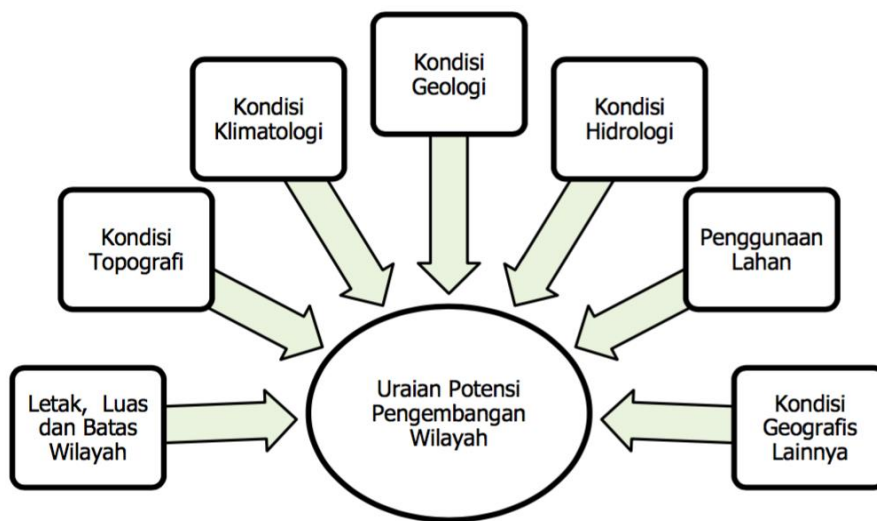 Kondisi
Geologi
Kondisi
Klimatologi
Kondisi
Hidrologi
Kondisi
Topografi
Penggunaan
Lahan
Letak, Luas
dan Batas
Wilayah
Uraian Potensi
Pengembangan
Wilayah
Kondisi
Geografis
Lainnya